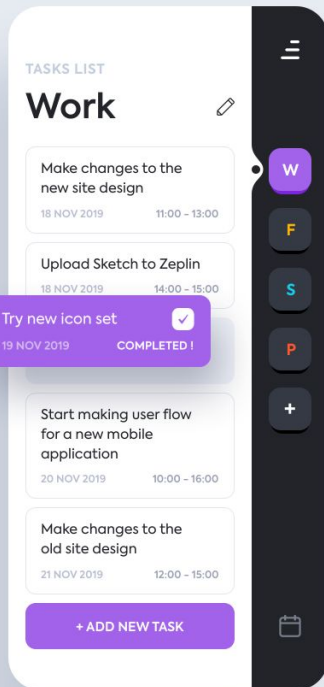 TASKS LIST
Work
Make changes to the
new site design
18 NOV 2019 11:00 - 13:00
Upload Sketch to Zeplin
18 NOV 2019 14:00 - 15:00
Try new icon set
19 NOV 2019 COMPLETED !
Start making user flow
for a new mobile
application
20 NOV 2019 10:00 - 16:00
Make changes to the
old site design
21 NOV 2019 12:00 - 15:00
+ ADD NEW TASK
W
F
S
P
+